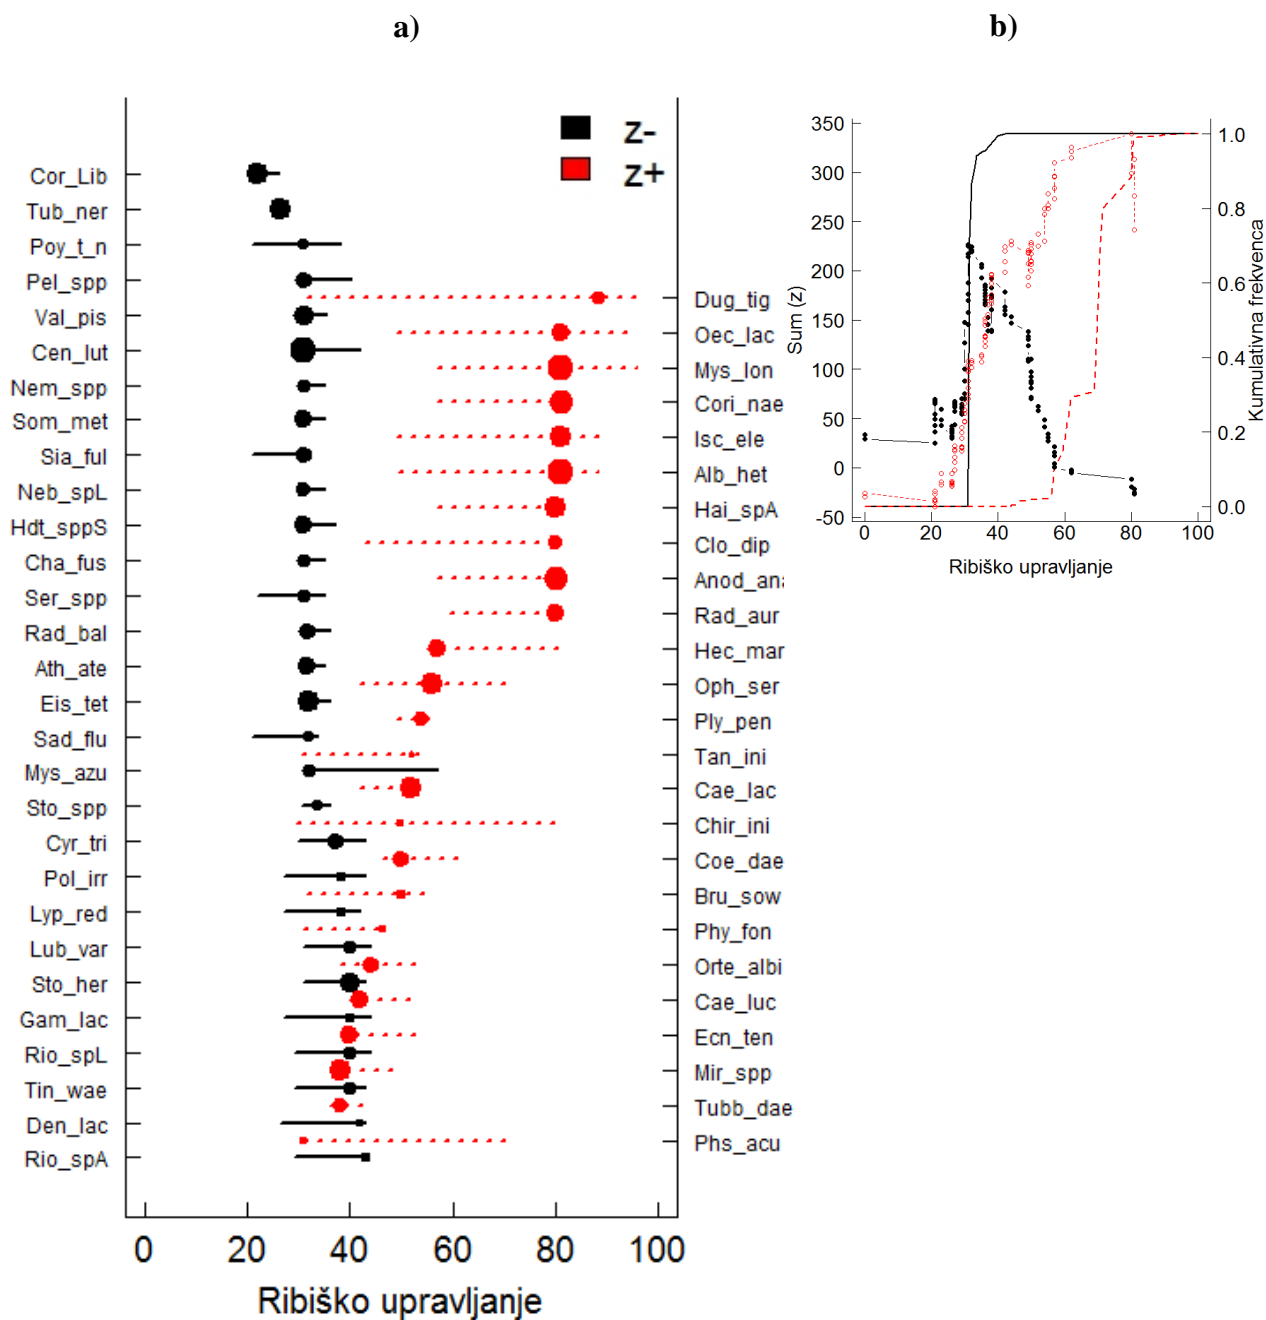 a)
b)
z-
z+
Cor_Lib
Tub_ner
Poy_t_n
Pel_spp
Val_pis
Cen_lut
Nem_spp
Som_met
Sia_ful
Neb_spL
Hdt_sppS
Cha_fus
Ser_spp
Rad_bal
Ath_ate
Eis_tet
Sad_flu
Mys_azu
Sto_spp
Cyr_tri
Pol_irr
Lyp_red
Lub_var
Sto_her
Gam_lac
Rio_spL
Tin_wae
Den_lac
Rio_spA
Dug_tig
Oec_lac
Mys_lon
Cori_nae
Isc_ele
Alb_het
Hai_spA
Clo_dip
Anod_ana
Rad_aur
Hec_mar
Oph_ser
Ply_pen
Tan_ini
Cae_lac
Chir_ini
Coe_dae
Bru_sow
Phy_fon
Orte_albi
Cae_luc
Ecn_ten
Mir_spp
Tubb_dae
Phs_acu
0 20 40 60 80 100
Ribiško upravljanje
350
300
250
200
150
100
50
0
-50
Sum (z)
1.0
0.8
0.6
0.4
0.2
0.0
Kumulativna frekvenca
0 20 40 60 80 100
Ribiško upravljanje